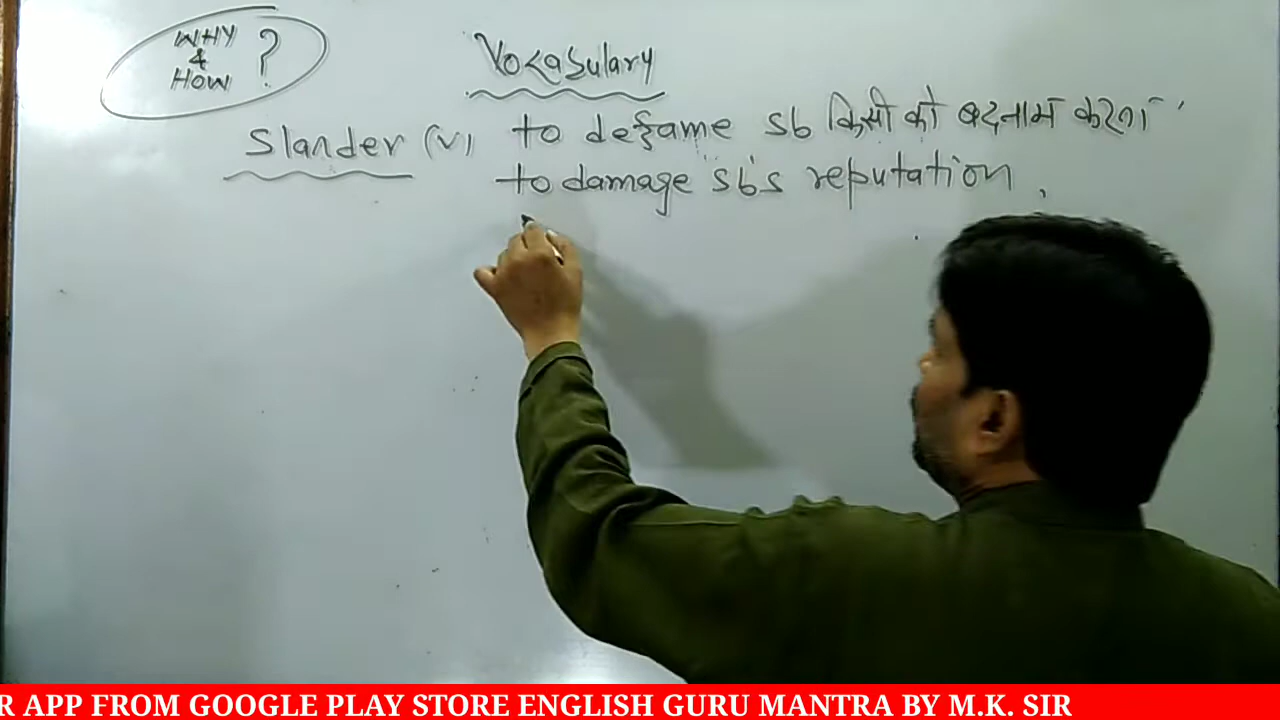 WHY
&
HOW ?
Vocabulary
Slander (v) to defame sb किसी को बदनाम करना
to damage sb's reputation.
R APP FROM GOOGLE PLAY STORE ENGLISH GURU MANTRA BY M.K. SIR